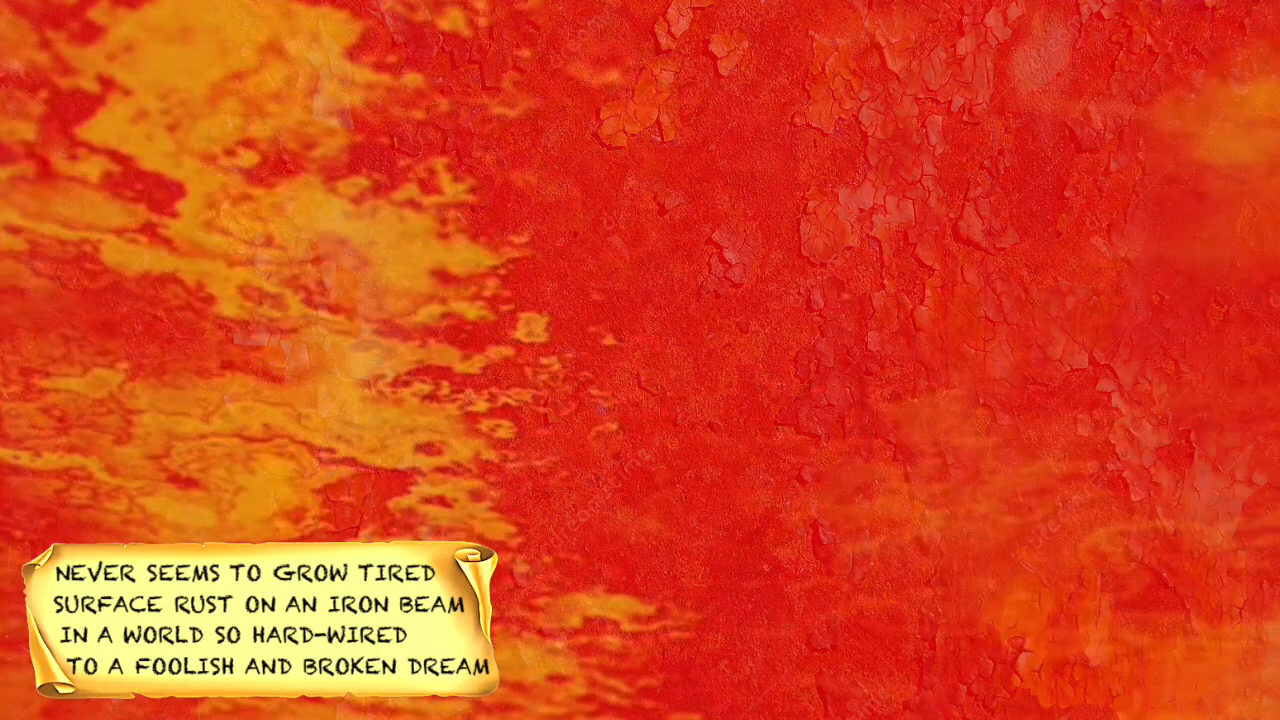 NEVER SEEMS TO GROW TIRED
SURFACE RUST ON AN IRON BEAM
IN A WORLD SO HARD-WIRED
TO A FOOLISH AND BROKEN DREAM